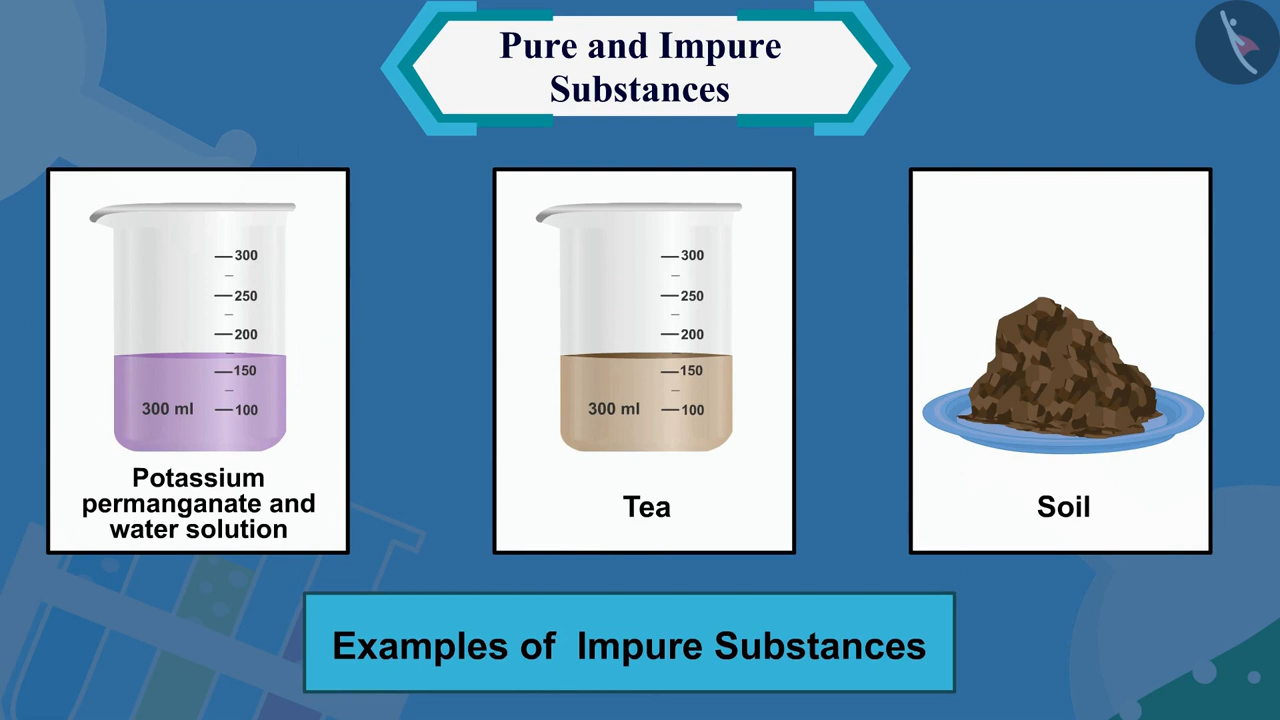 Pure and Impure
Substances
300
250
200
150
300 ml
100
Potassium
permanganate and
water solution
300
250
200
150
300 ml
100
Tea
Soil
Examples of Impure Substances